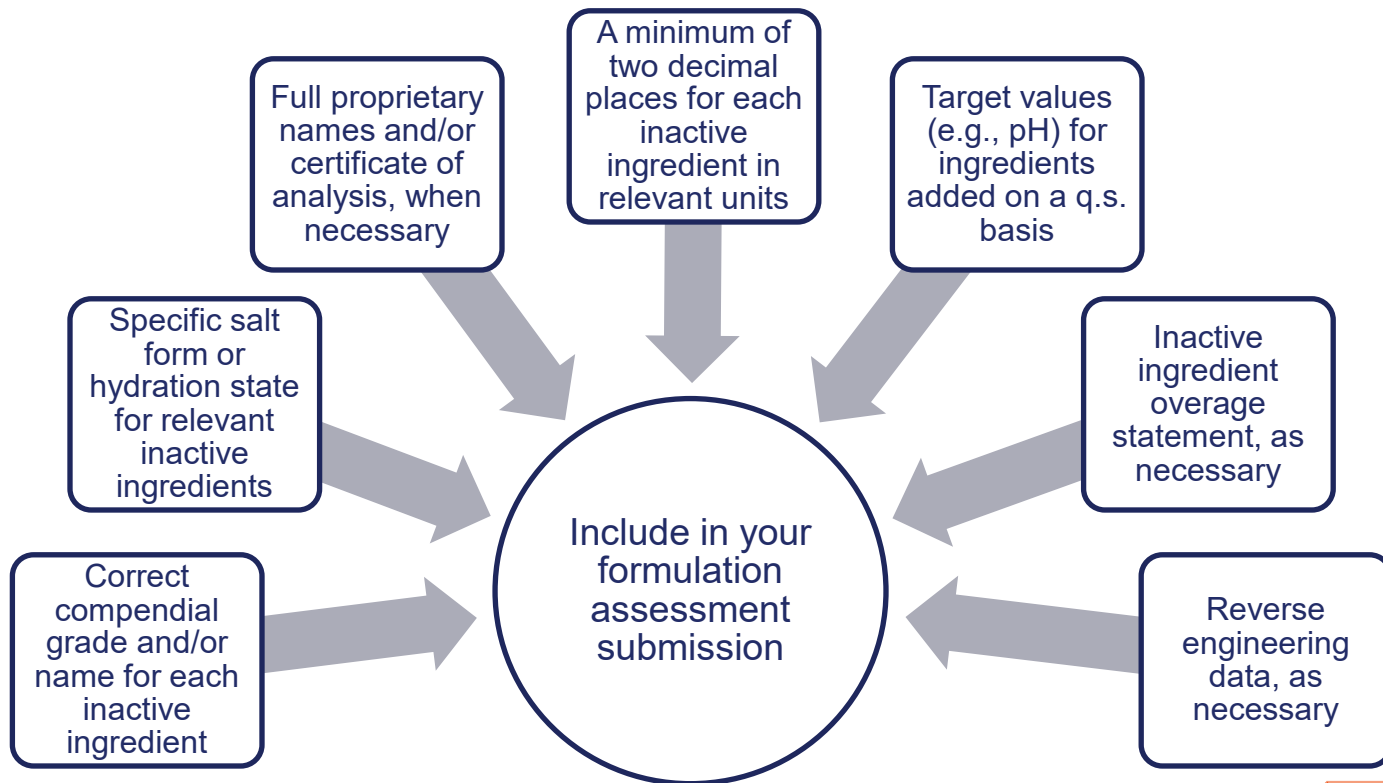 Correct
compendial
grade and/or
name for each
inactive
ingredient
Specific salt
form or
hydration state
for relevant
inactive
ingredients
Full proprietary
names and/or
certificate of
analysis, when
necessary
A minimum of
two decimal
places for each
inactive
ingredient in
relevant units
Target values
(e.g., pH) for
ingredients
added on a q.s.
basis
Inactive
ingredient
overage
statement, as
necessary
Reverse
engineering
data, as
necessary
Include in your
formulation
assessment
submission